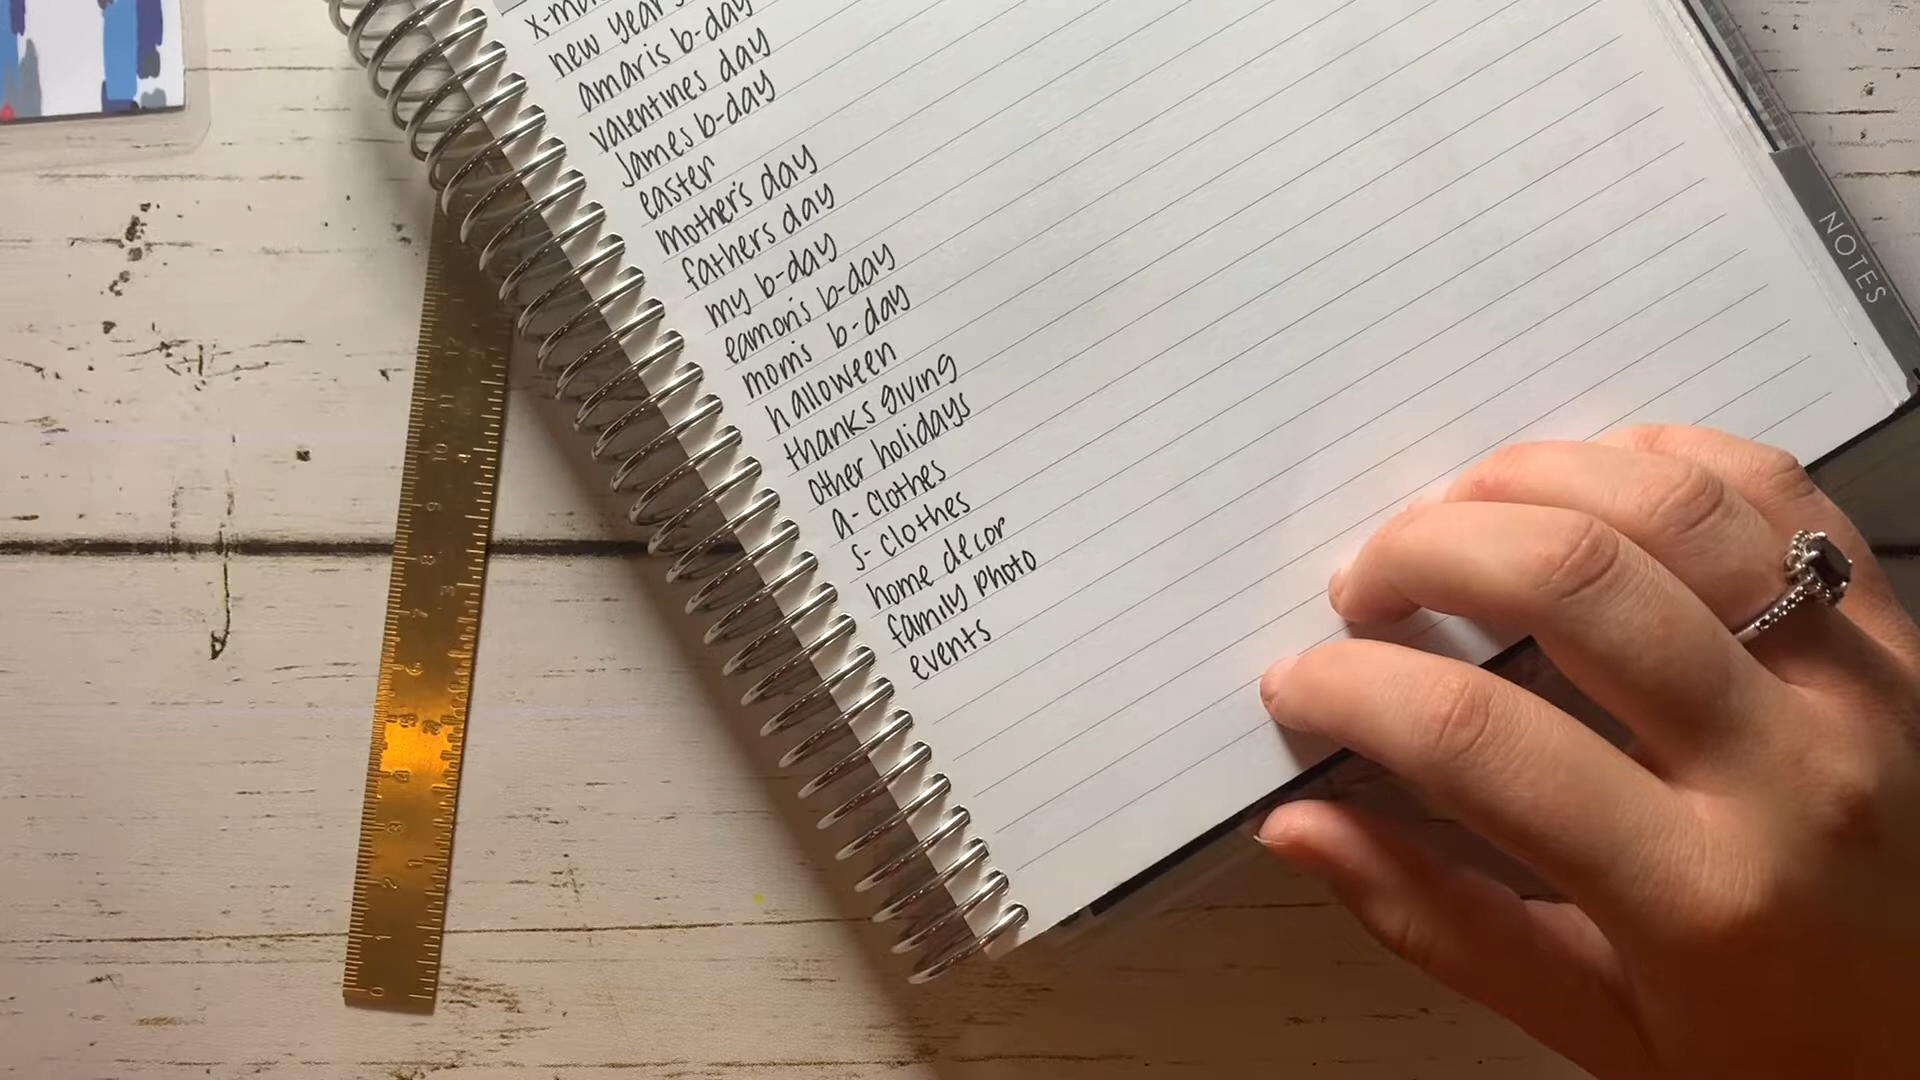 new year's
amaris b-day
valentines day
james b-day
easter
mother's day
fathers day
my b-day
eamon's b-day
mom's b-day
halloween
thanks giving
other holidays
a- clothes
s- clothes
home decor
family photo
events
NOTES